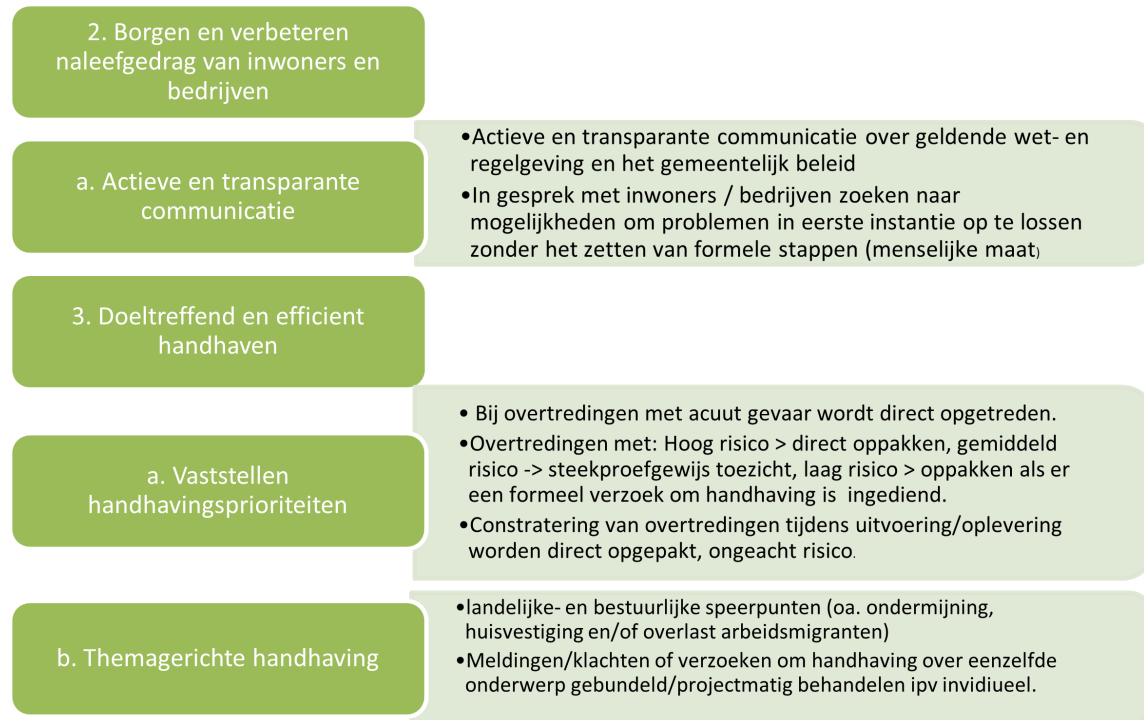 2. Borgen en verbeteren
naleefgedrag van inwoners en
bedrijven
a. Actieve en transparante
communicatie
•Actieve en transparante communicatie over geldende wet- en
regelgeving en het gemeentelijk beleid
•In gesprek met inwoners / bedrijven zoeken naar
mogelijkheden om problemen in eerste instantie op te lossen
zonder het zetten van formele stappen (menselijke maat)
3. Doeltreffend en efficient
handhaven
a. Vaststellen
handhavingsprioriteiten
• Bij overtredingen met acuut gevaar wordt direct opgetreden.
•Overtredingen met: Hoog risico > direct oppakken, gemiddeld
risico -> steekproefgewijs toezicht, laag risico > oppakken als er
een formeel verzoek om handhaving is ingediend.
•Constratering van overtredingen tijdens uitvoering/oplevering
worden direct opgepakt, ongeacht risico.
b. Themagerichte handhaving
•landelijke- en bestuurlijke speerpunten (oa. ondermijning,
huisvestiging en/of overlast arbeidsmigranten)
•Meldingen/klachten of verzoeken om handhaving over eenzelfde
onderwerp gebundeld/projectmatig behandelen ipv invidiueel.